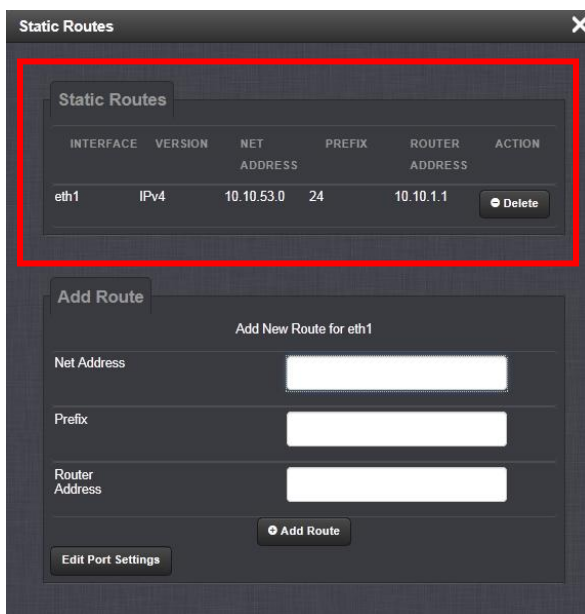 Static Routes
Static Routes
INTERFACE VERSION NET ADDRESS PREFIX ROUTER ADDRESS ACTION
eth1 IPv4 10.10.53.0 24 10.10.1.1 Delete
Add Route
Add New Route for eth1
Net Address
Prefix
Router
Address
Add Route
Edit Port Settings